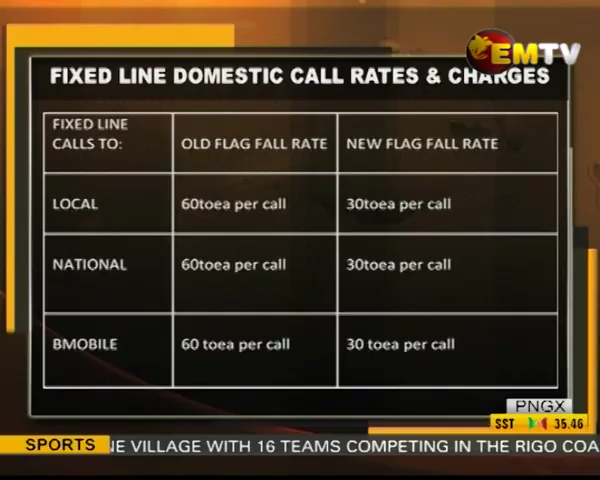 EMTV
FIXED LINE DOMESTIC CALL RATES & CHARGES
FIXED LINE
CALLS TO:
OLD FLAG FALL RATE
NEW FLAG FALL RATE
LOCAL
60toea per call
30toea per call
NATIONAL
60toea per call
30toea per call
BMOBILE
60 toea per call
30 toea per call
PNGX
SST 35.46
SPORTS
VILLAGE WITH 16 TEAMS COMPETING IN THE RIGO